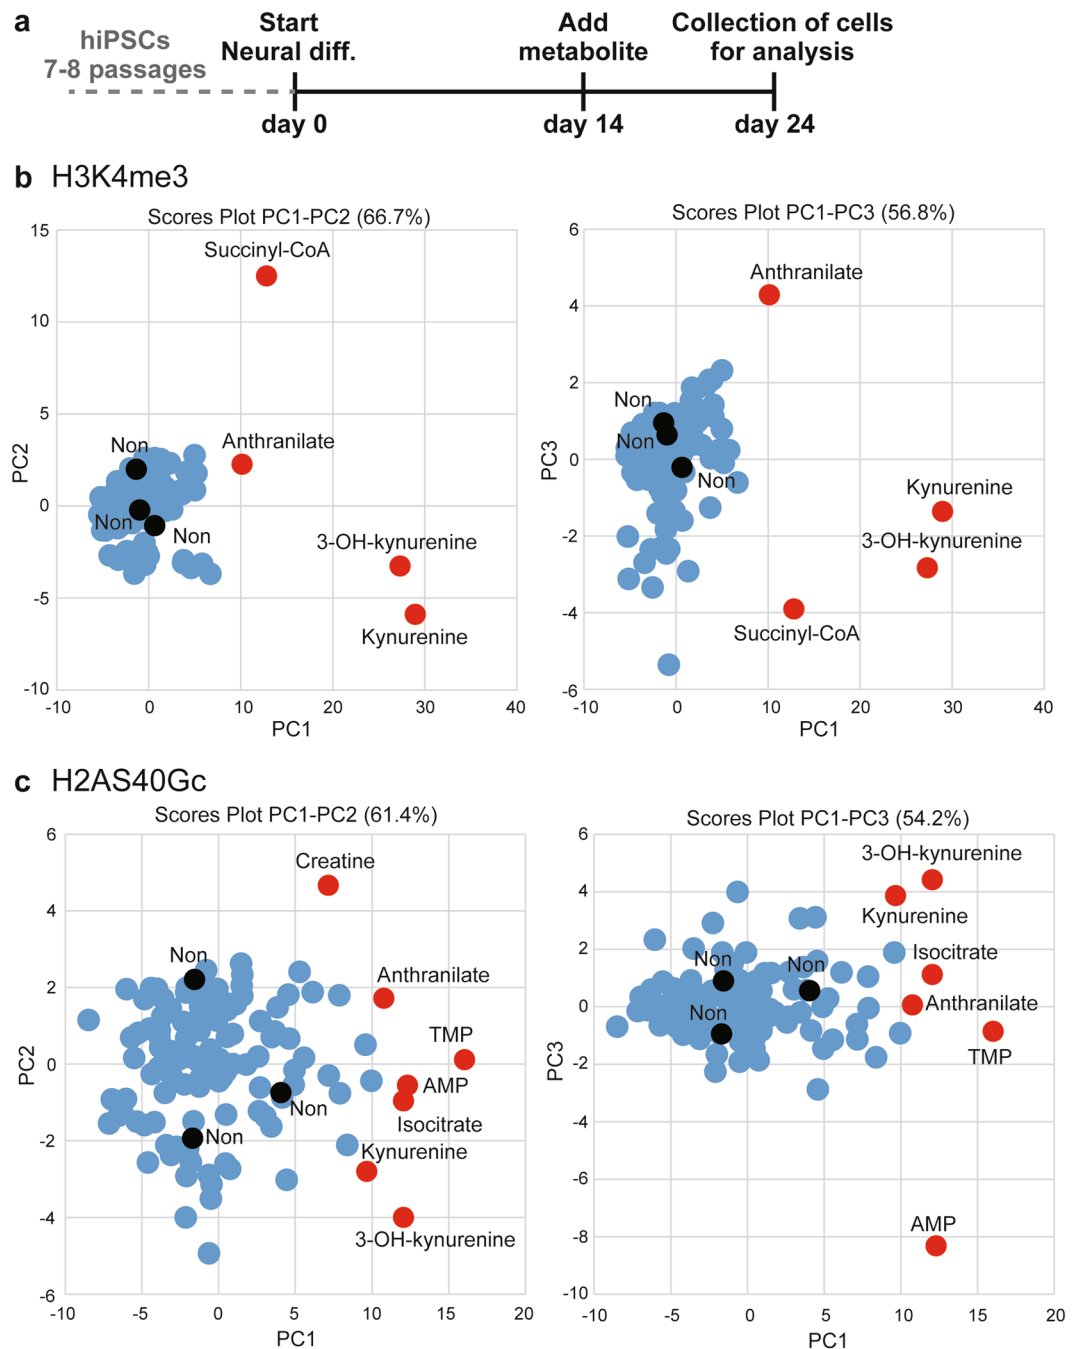 a
hiPSCs
7-8 passages
Start
Neural diff.
Add
metabolite
Collection of cells
for analysis
day 0
day 14
day 24
b H3K4me3
Scores Plot PC1-PC2 (66.7%)
15
10
5
0
-5
-10
PC2
Succinyl-CoA
Anthranilate
Non
Non
Non
3-OH-kynurenine
Kynurenine
-10
0
10
20
30
40
PC1
Scores Plot PC1-PC3 (56.8%)
6
4
2
0
-2
-4
-6
PC3
Anthranilate
Non
Non
Non
Kynurenine
3-OH-kynurenine
Succinyl-CoA
-10
0
10
20
30
40
PC1
c H2AS40Gc
Scores Plot PC1-PC2 (61.4%)
6
4
2
0
-2
-4
-6
PC2
Creatine
Non
Anthranilate
TMP
AMP
Non
Isocitrate
Non
Kynurenine
3-OH-kynurenine
-10
-5
0
5
10
15
20
PC1
Scores Plot PC1-PC3 (54.2%)
6
4
2
0
-2
-4
-6
-8
-10
PC3
3-OH-kynurenine
Kynurenine
Isocitrate
Non
Non
Anthranilate
Non
TMP
AMP
-10
-5
0
5
10
15
20
PC1